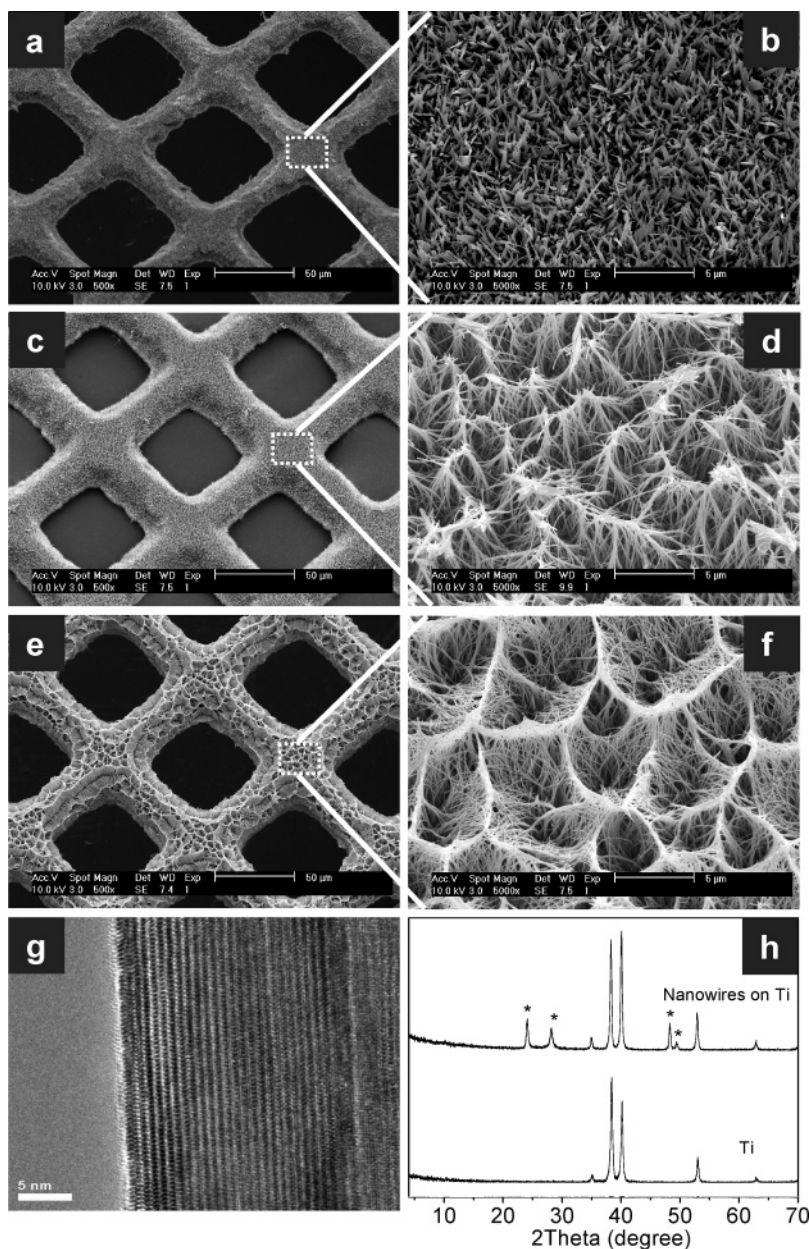 a
b
Acc.V Spot Magn Det WD Exp 50 µm
10.0 kV 3.0 500x SE 7.5 1
Acc.V Spot Magn Det WD Exp 5 µm
10.0 kV 3.0 5000x SE 7.5 1
c
d
Acc.V Spot Magn Det WD Exp 50 µm
10.0 kV 3.0 500x SE 7.5 1
Acc.V Spot Magn Det WD Exp 5 µm
10.0 kV 3.0 5000x SE 9.9 1
e
f
Acc.V Spot Magn Det WD Exp 50 µm
10.0 kV 3.0 500x SE 7.4 1
Acc.V Spot Magn Det WD Exp 5 µm
10.0 kV 3.0 5000x SE 7.5 1
g
h
* * * *
Nanowires on Ti
Ti
5 nm
10 20 30 40 50 60 70
2Theta (degree)